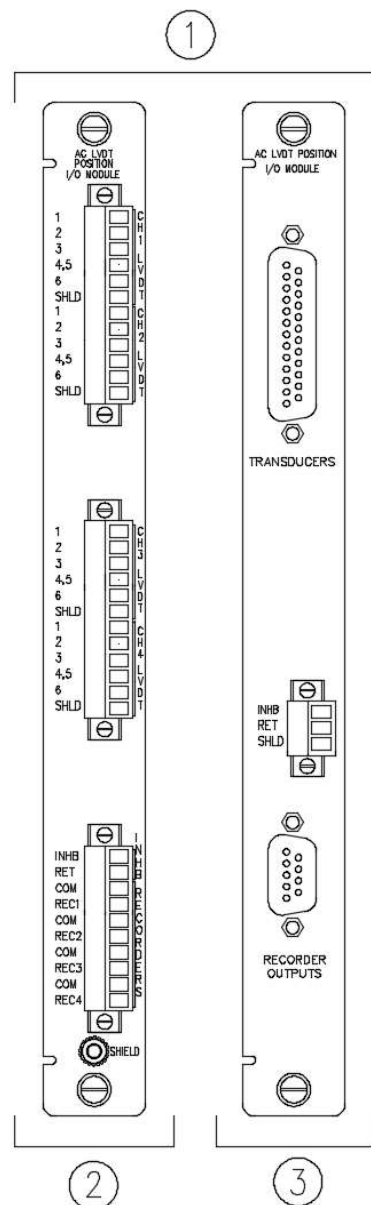 1
AC LVDT
POSITION
I/O MODULE
1
2
3
4,5
6
SHLD
1
2
3
4,5
6
SHLD
CH1 LVDT
CH2 LVDT
1
2
3
4,5
6
SHLD
1
2
3
4,5
6
SHLD
CH3 LVDT
CH4 LVDT
INHB
RET
COM
REC1
COM
REC2
COM
REC3
COM
REC4
INHB RECORDERS
SHIELD
2
AC LVDT POSITION
I/O MODULE
TRANSDUCERS
INHB
RET
SHLD
RECORDER
OUTPUTS
3